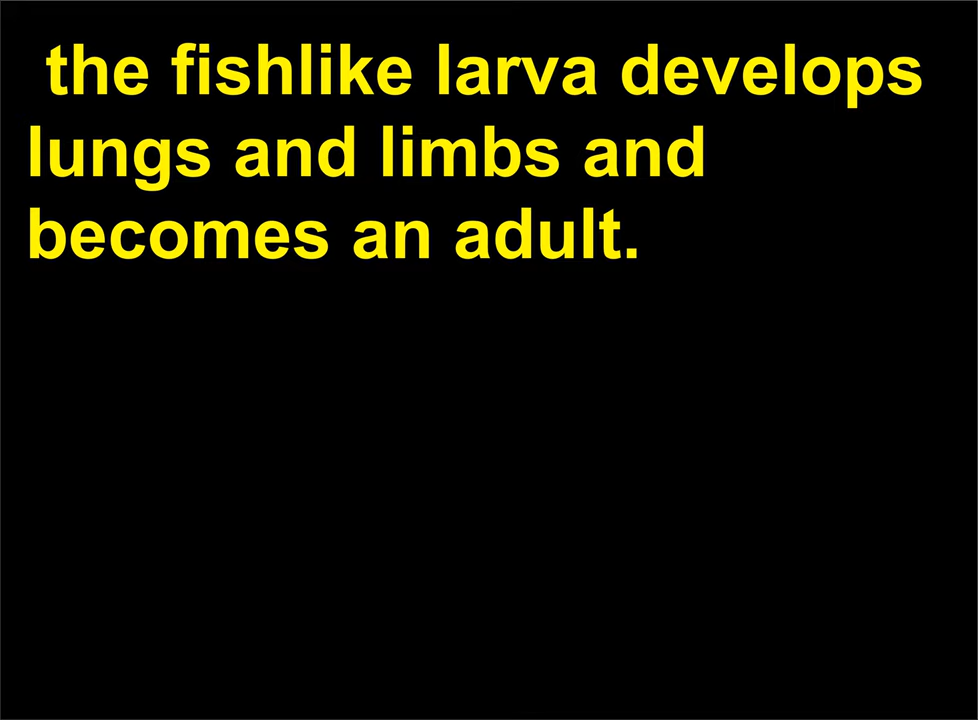 the fishlike larva develops
lungs and limbs and
becomes an adult.